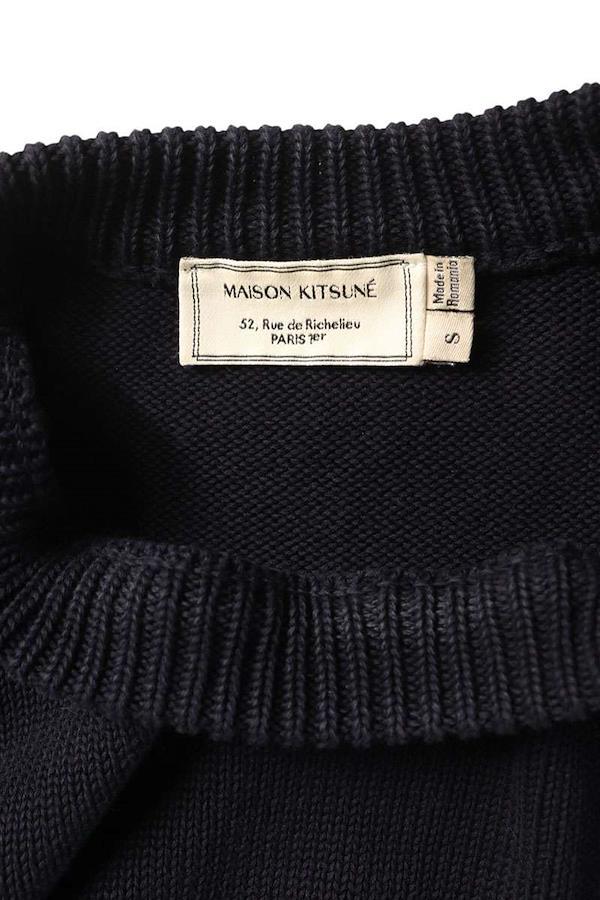 MAISON KITSUNÉ
52, Rue de Richelieu
PARIS 1er
Made in
Romania
S